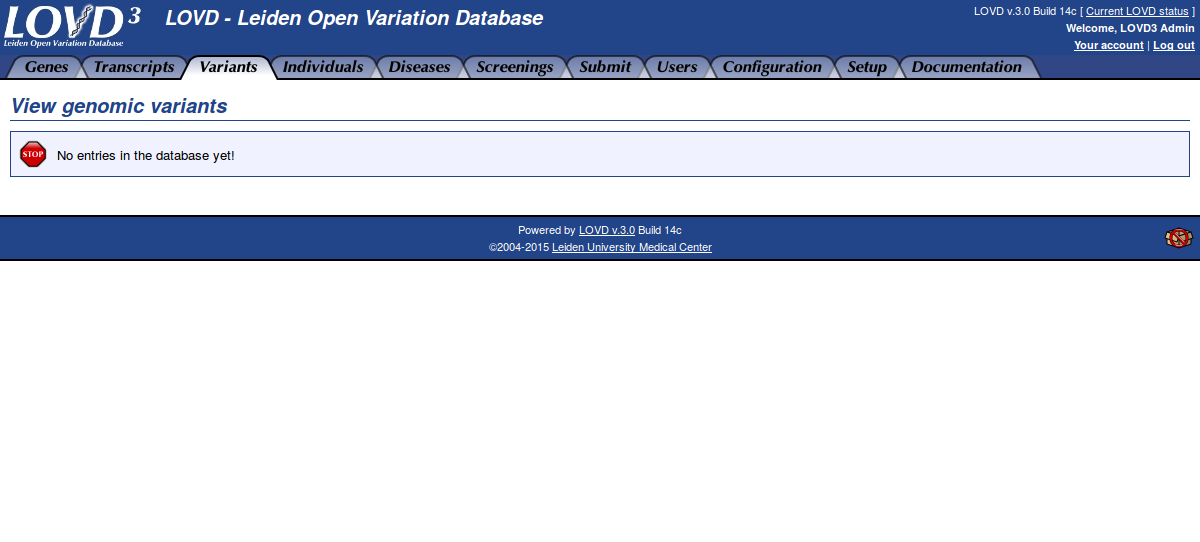 LOVD 3
Leiden Open Variation Database
LOVD - Leiden Open Variation Database
LOVD v.3.0 Build 14c [ Current LOVD status ]
Welcome, LOVD3 Admin
Your account | Log out
Genes Transcripts Variants Individuals Diseases Screenings Submit Users Configuration Setup Documentation
View genomic variants
STOP No entries in the database yet!
Powered by LOVD v.3.0 Build 14c
©2004-2015 Leiden University Medical Center